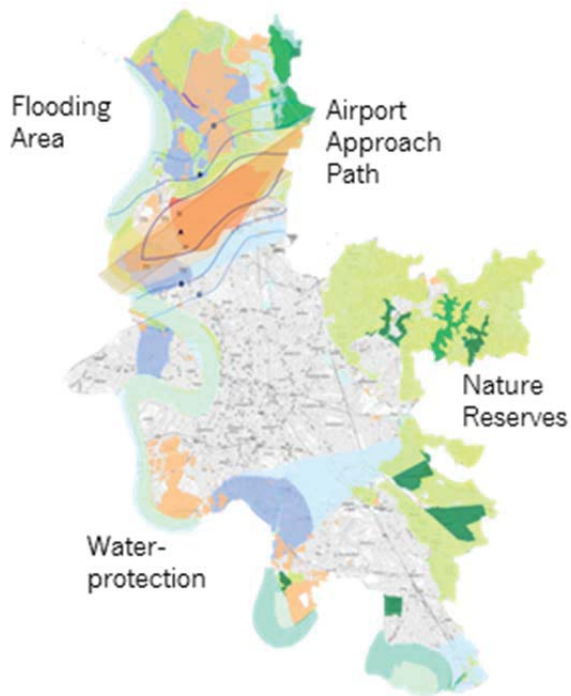 Flooding
Area
Airport
Approach
Path
Nature
Reserves
Water-
protection